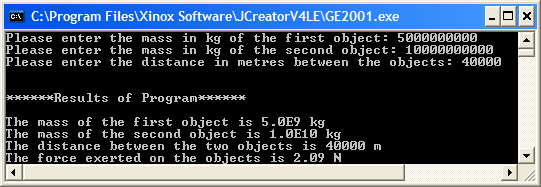 C:\Program Files\Xinox Software\JCreatorV4LE\GE2001.exe
Please enter the mass in kg of the first object: 5000000000
Please enter the mass in kg of the second object: 10000000000
Please enter the distance in metres between the objects: 40000
******Results of Program******
The mass of the first object is 5.0E9 kg
The mass of the second object is 1.0E10 kg
The distance between the two objects is 40000 m
The force exerted on the objects is 2.09 N